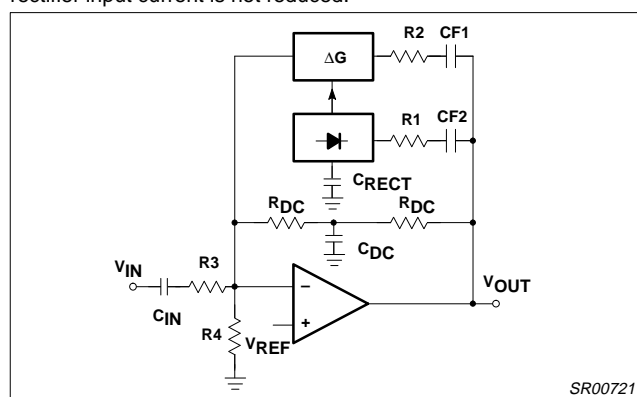 rectifier input current is not reduced.
R2 CF1
ΔG
R1 CF2
CRECT
RDC RDC
CDC
VIN R3
CIN
R4
−
+
VREF
VOUT
SR00721